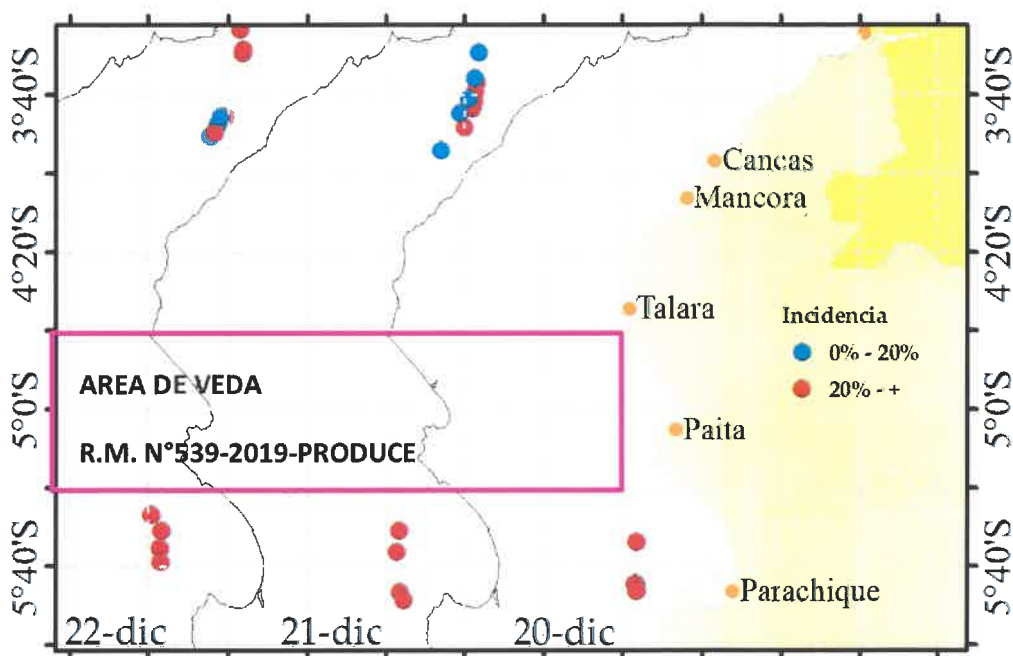 3°40'S
4°20'S
5°0'S
5°40'S
3°40'S
4°20'S
5°0'S
5°40'S
Cancas
Mancora
Talara
Paita
Parachique
Incidencia
0% - 20%
20% - +
AREA DE VEDA
R.M. N°539-2019-PRODUCE
22-dic
21-dic
20-dic